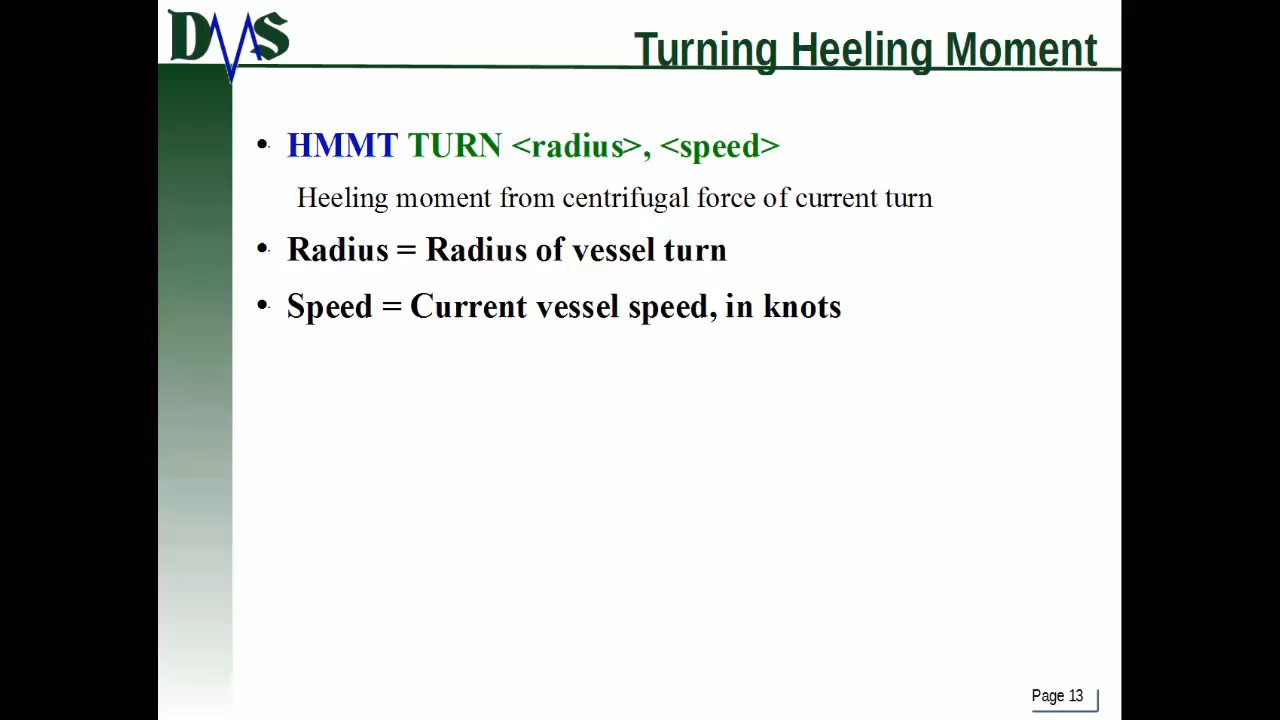 DMS
Turning Heeling Moment
• HMMT TURN <radius>, <speed>
Heeling moment from centrifugal force of current turn
• Radius = Radius of vessel turn
• Speed = Current vessel speed, in knots
Page 13